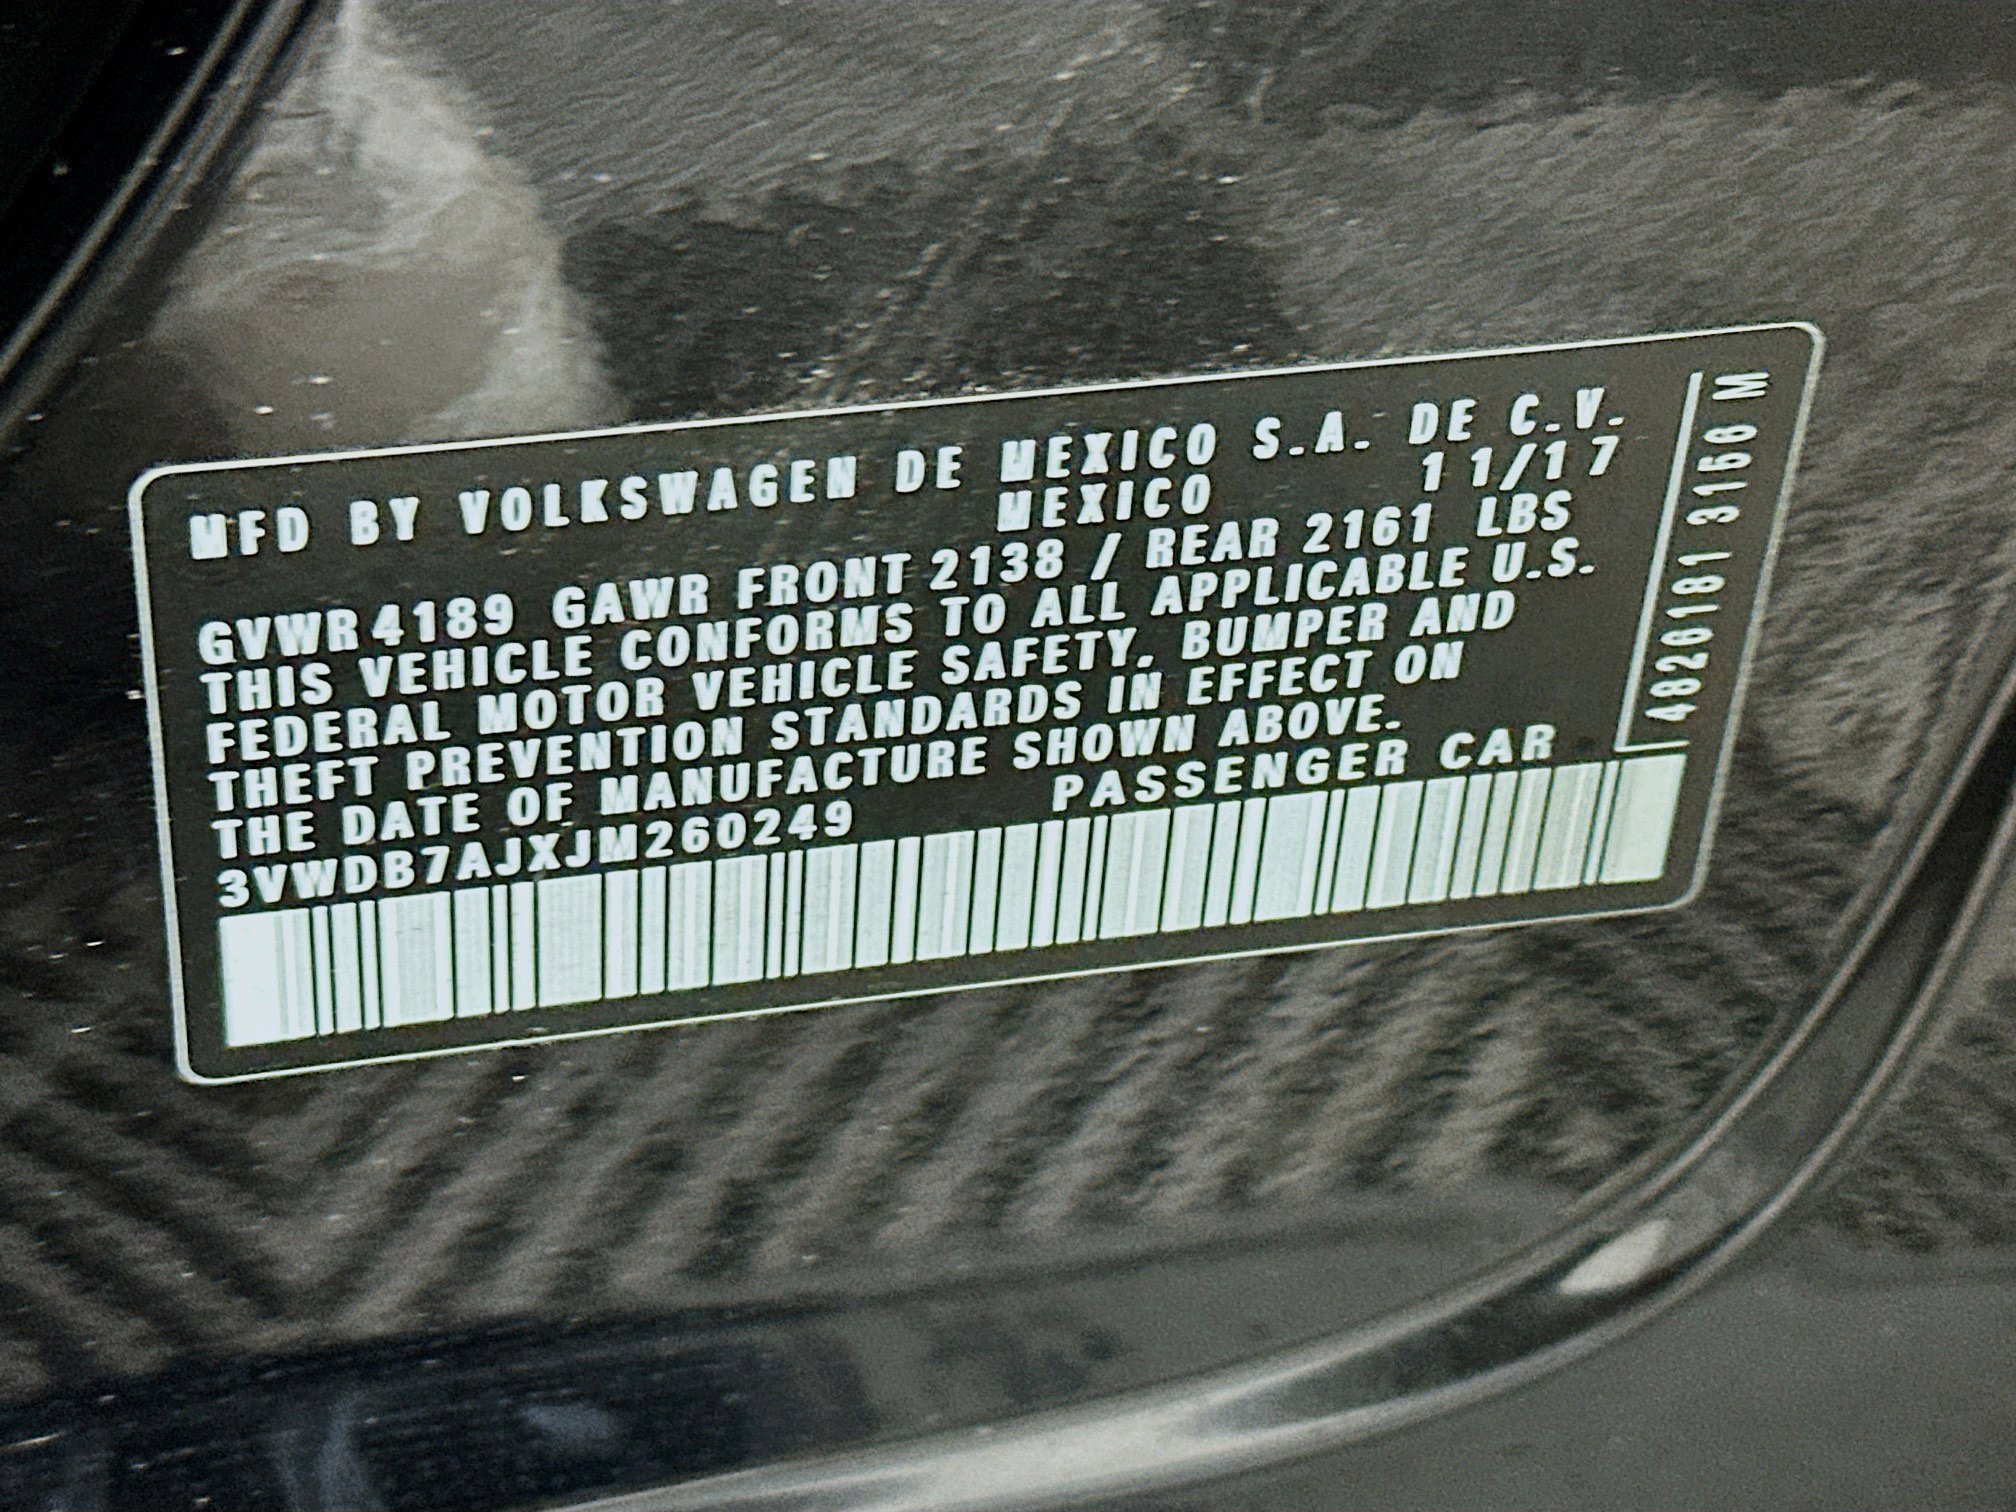 MFD BY VOLKSWAGEN DE MEXICO S.A. DE C.V.
MEXICO 11/17
GVWR 4189 GAWR FRONT 2138 / REAR 2161 LBS
THIS VEHICLE CONFORMS TO ALL APPLICABLE U.S.
FEDERAL MOTOR VEHICLE SAFETY, BUMPER AND
THEFT PREVENTION STANDARDS IN EFFECT ON
THE DATE OF MANUFACTURE SHOWN ABOVE.
3VWDB7AJXJM260249 PASSENGER CAR
4826181 3166 M